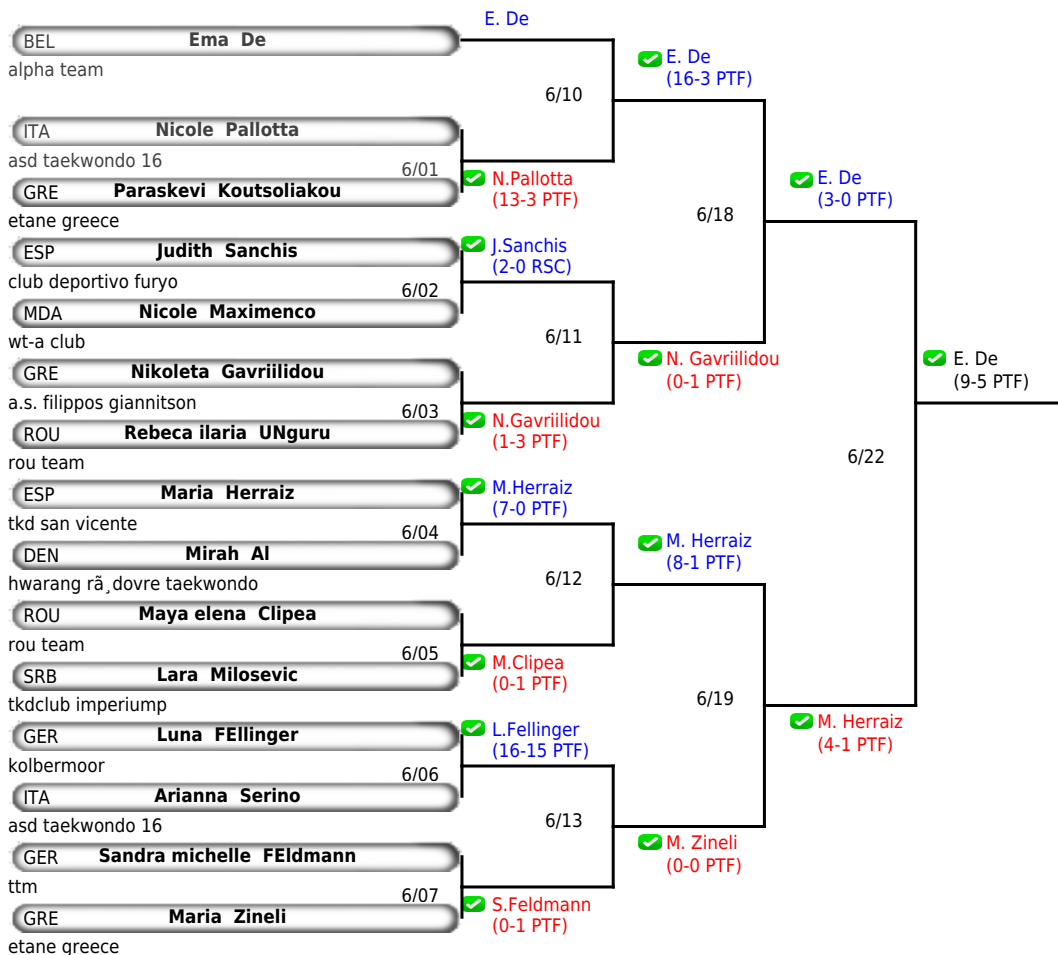 E. De
BEL Ema De
alpha team
E. De
(16-3 PTF)
6/10
ITA Nicole Pallotta
asd taekwondo 16
6/01
GRE Paraskevi Koutsoliakou
N.Pallotta
(13-3 PTF)
etane greece
E. De
(3-0 PTF)
6/18
ESP Judith Sanchis
J.Sanchis
(2-0 RSC)
club deportivo furyo
6/02
MDA Nicole Maximenco
wt-a club
6/11
N. Gavriilidou
(0-1 PTF)
E. De
(9-5 PTF)
GRE Nikoleta Gavriilidou
a.s. filippos giannitson
6/03
ROU Rebeca ilaria UNguru
N.Gavriilidou
(1-3 PTF)
rou team
6/22
ESP Maria Herraiz
M.Herraiz
(7-0 PTF)
tkd san vicente
6/04
DEN Mirah Al
hwarang rã¸dovre taekwondo
M. Herraiz
(8-1 PTF)
6/12
ROU Maya elena Clipea
rou team
6/05
SRB Lara Milosevic
M.Clipea
(0-1 PTF)
tkdclub imperiump
6/19
M. Herraiz
(4-1 PTF)
GER Luna FEllinger
L.Fellinger
(16-15 PTF)
kolbermoor
6/06
ITA Arianna Serino
asd taekwondo 16
6/13
M. Zineli
(0-0 PTF)
GER Sandra michelle FEldmann
ttm
6/07
GRE Maria Zineli
S.Feldmann
(0-1 PTF)
etane greece